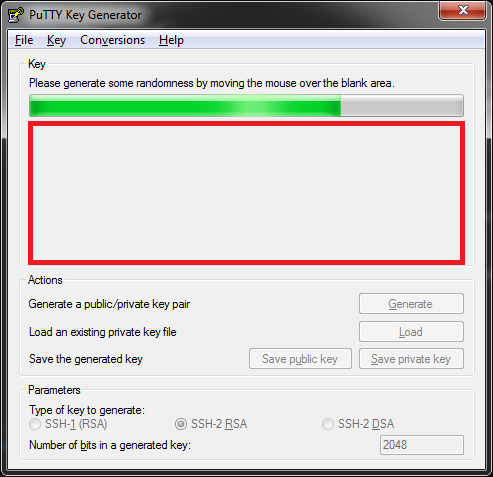 PuTTY Key Generator
File Key Conversions Help
Key
Please generate some randomness by moving the mouse over the blank area.
Actions
Generate a public/private key pair
Generate
Load an existing private key file
Load
Save the generated key
Save public key
Save private key
Parameters
Type of key to generate:
SSH-1 (RSA) SSH-2 RSA SSH-2 DSA
Number of bits in a generated key:
2048